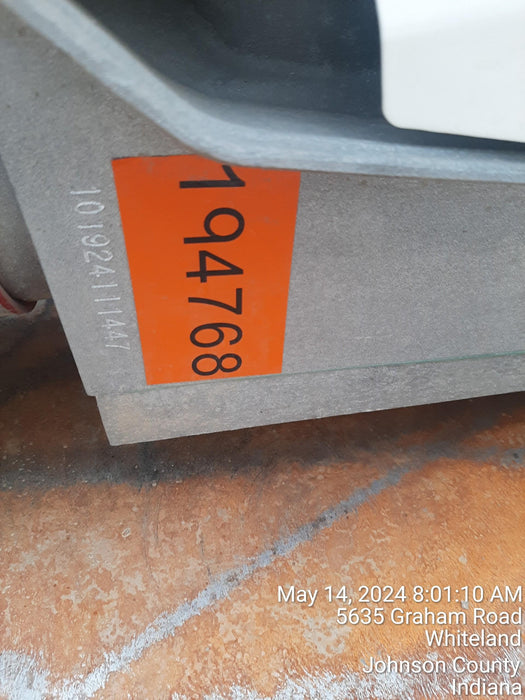 101924111447
194768
May 14, 2024 8:01:10 AM
5635 Graham Road
Whiteland
Johnson County
Indiana